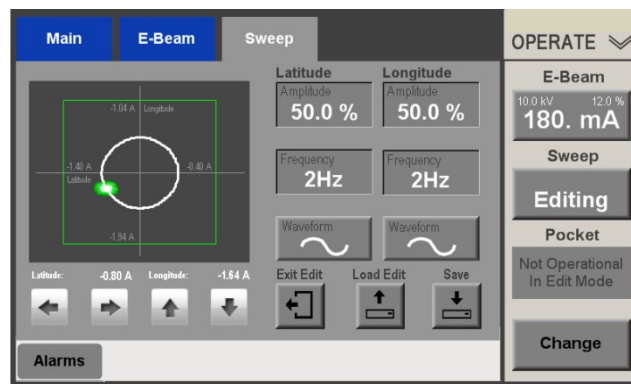 Main
E-Beam
Sweep
OPERATE
Latitude
Longitude
Amplitude
50.0 %
Amplitude
50.0 %
-1.04 A
Longitude
-1.40 A
Latitude
-0.40 A
-1.94 A
Frequency
2Hz
Frequency
2Hz
Waveform
Waveform
Latitude:
-0.80 A
Longitude:
-1.64 A
Exit Edit
Load Edit
Save
Alarms
E-Beam
10.0 kV
12.0 %
180. mA
Sweep
Editing
Pocket
Not Operational
In Edit Mode
Change